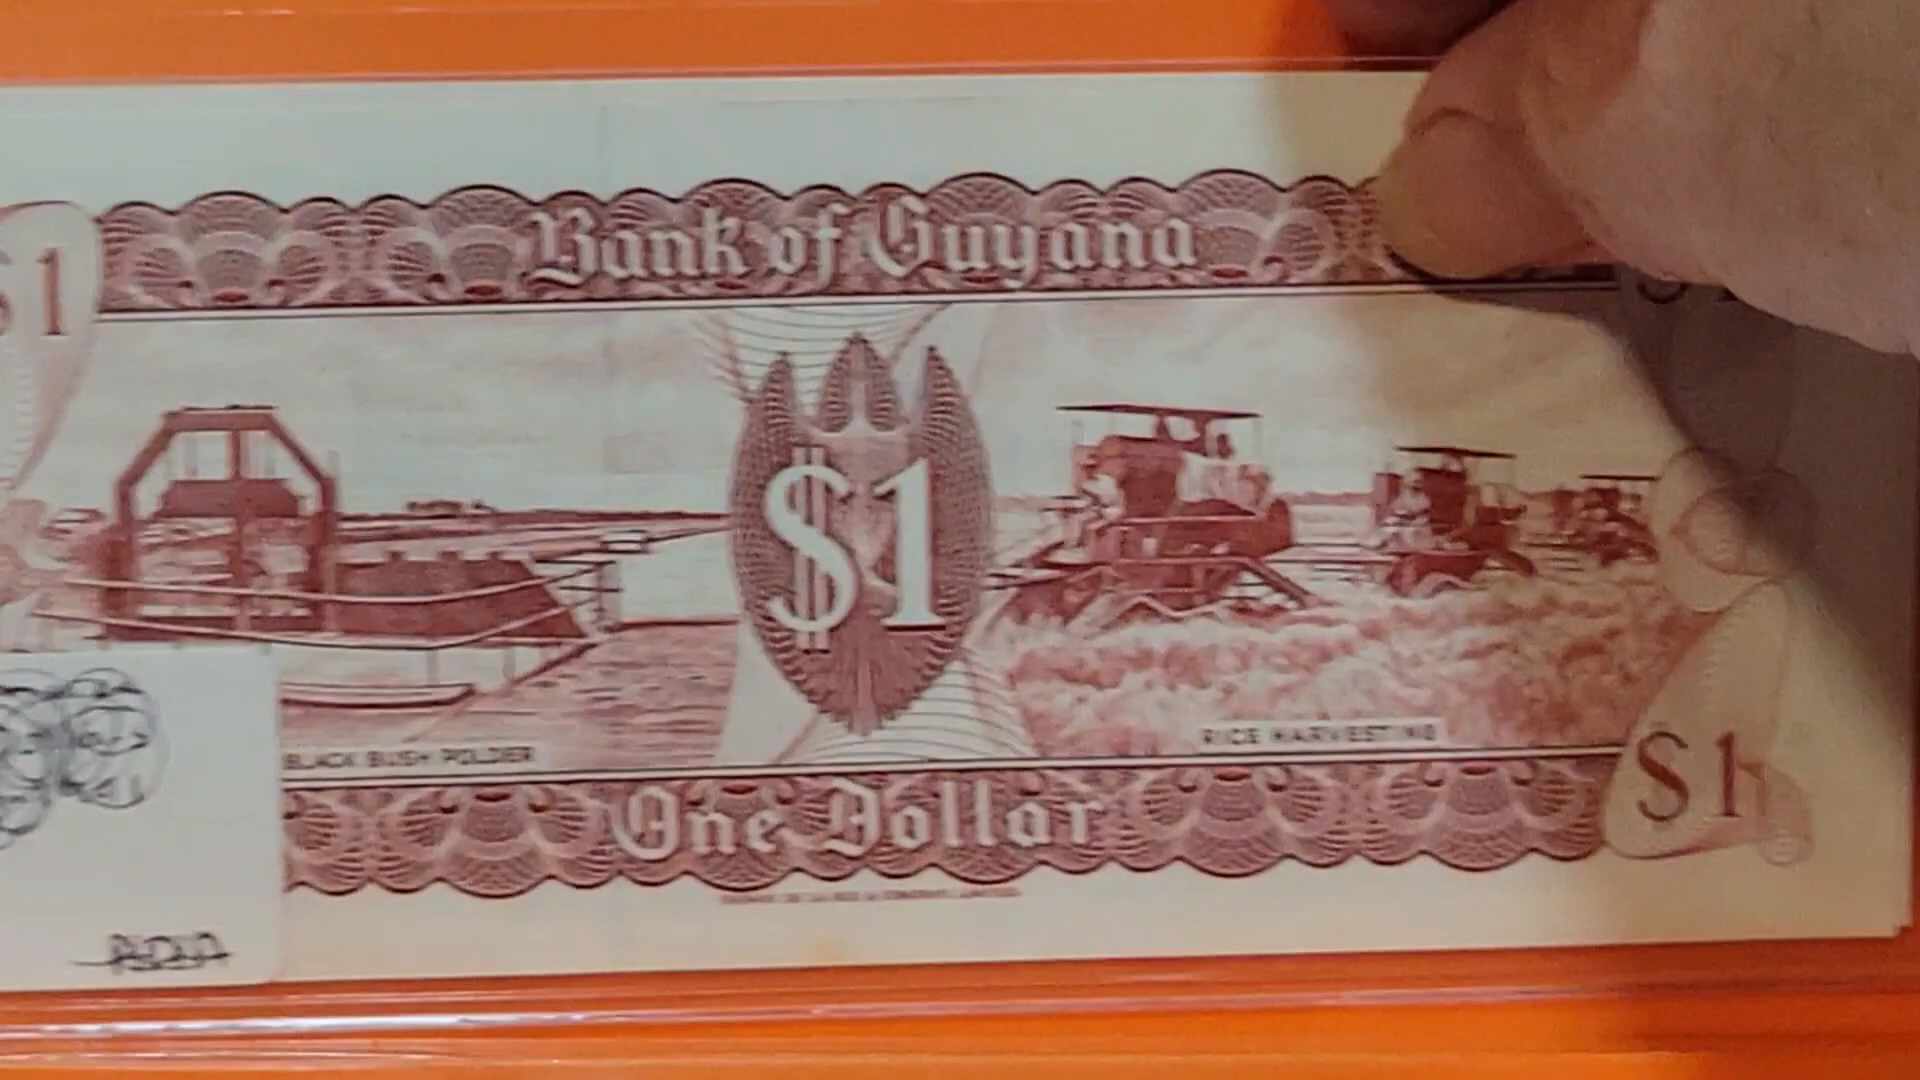 Bank of Guyana
$1
$1
BLACK BUSH POLDER
RICE HARVESTING
$1
One Dollar